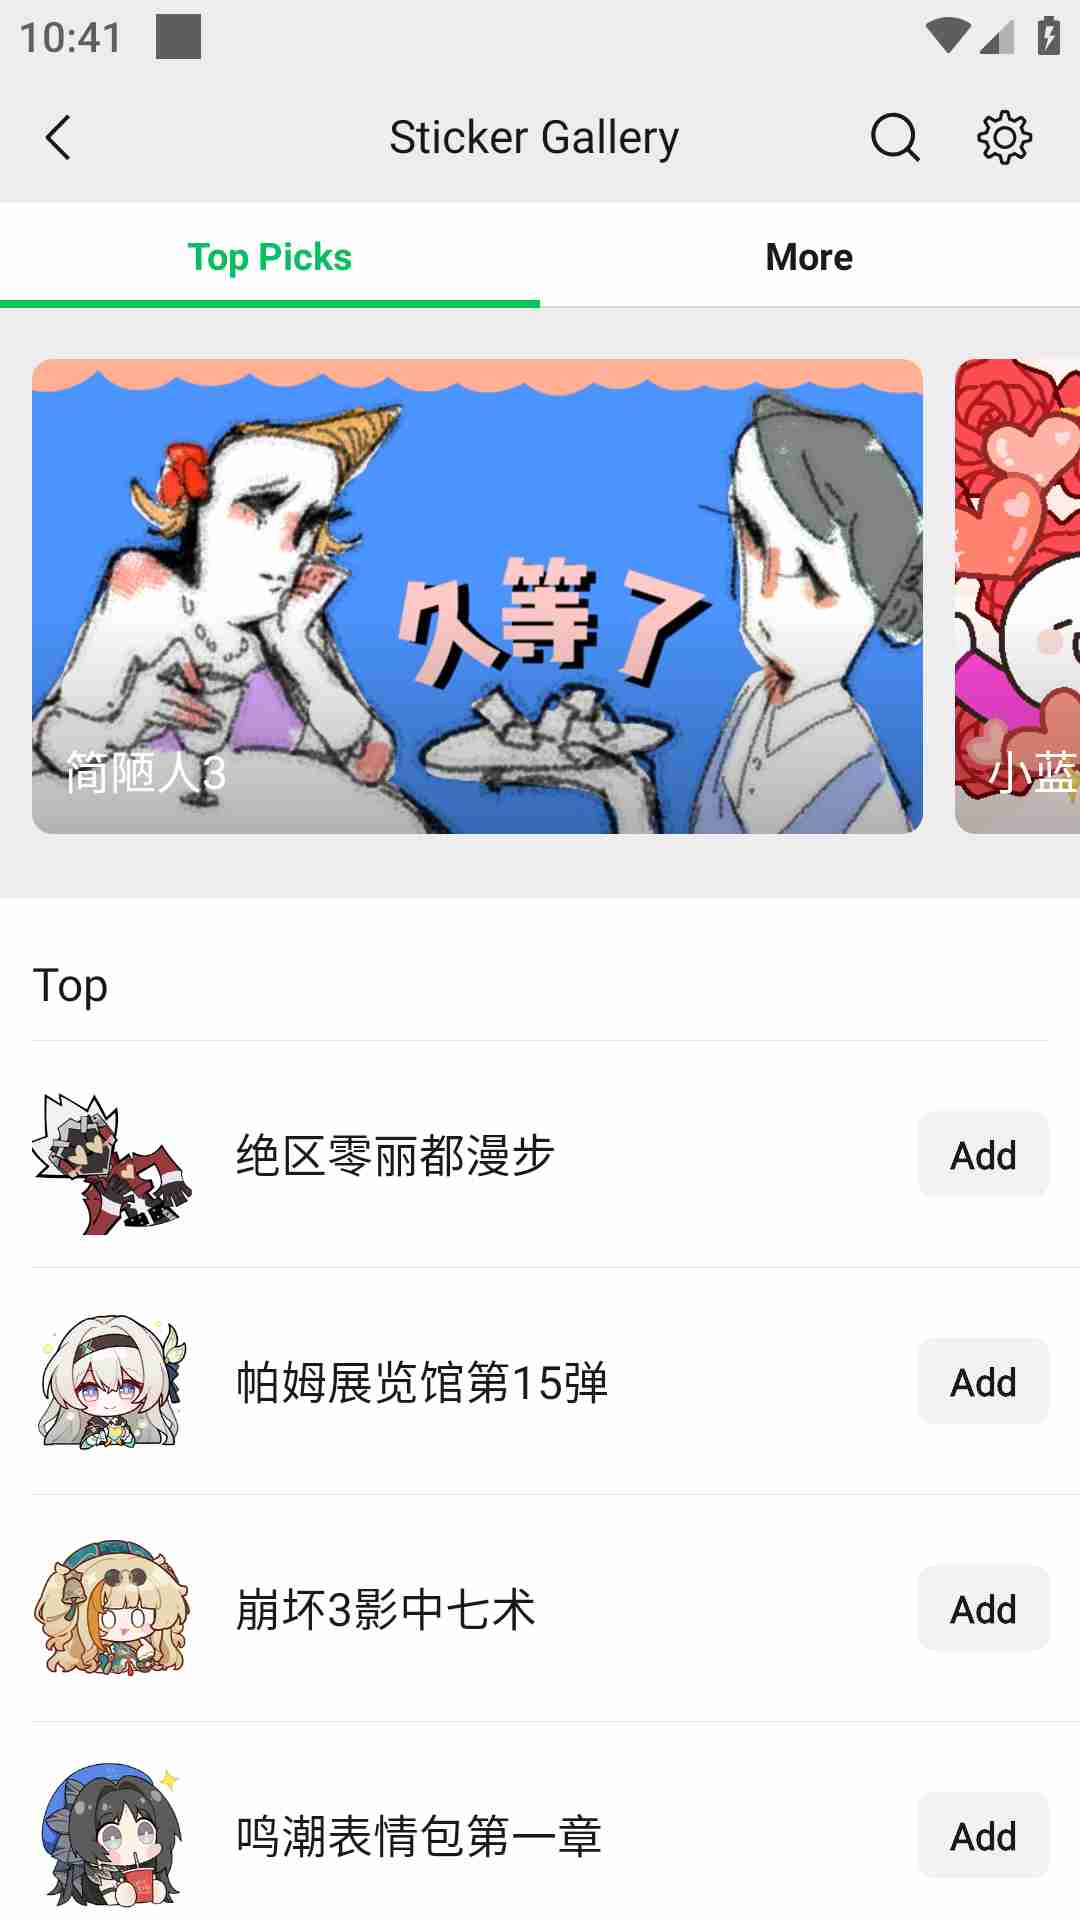 10:41
Sticker Gallery
Top Picks
More
久等了
简陋人3
小蓝
Top
绝区零丽都漫步
Add
帕姆展览馆第15弹
Add
崩坏3影中七术
Add
鸣潮表情包第一章
Add